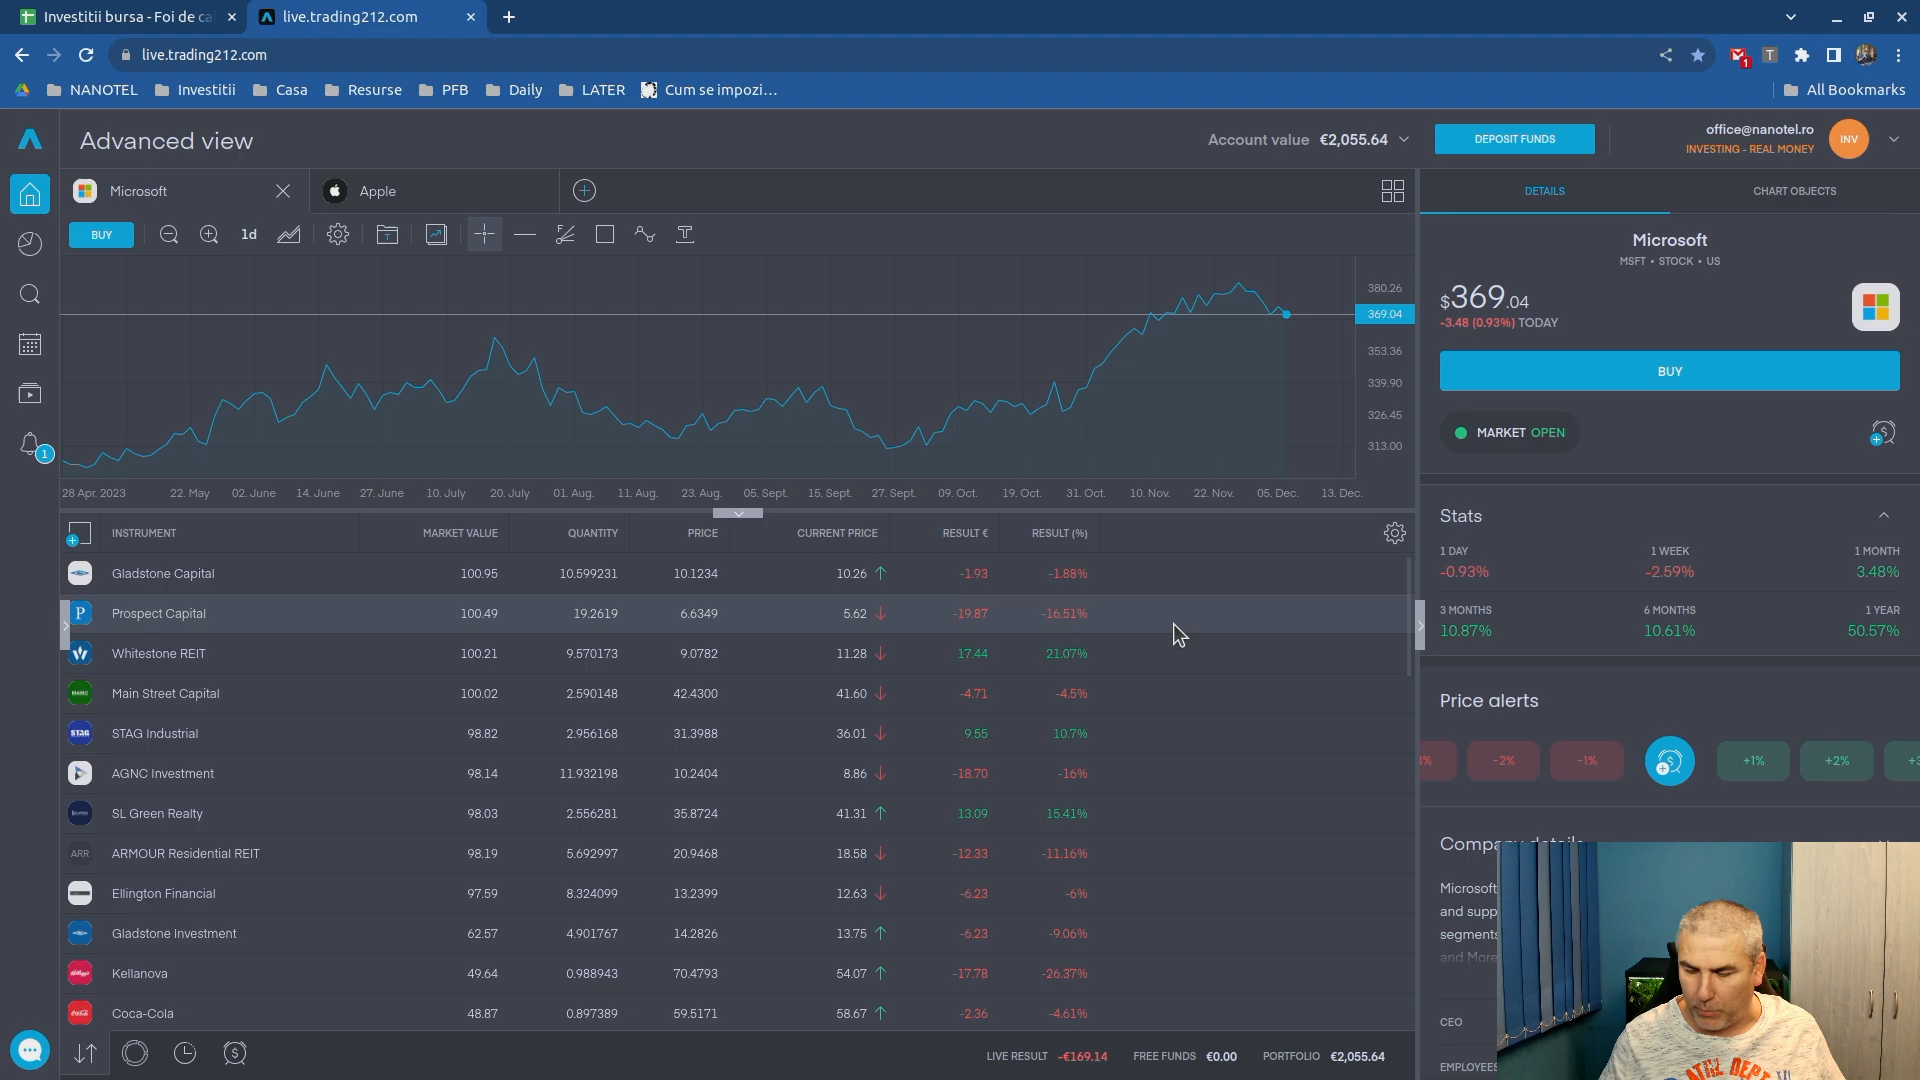 Investitii bursa - Foi de ca
live.trading212.com
live.trading212.com
1
T
NANOTEL
Investitii
Casa
Resurse
PFB
Daily
LATER
Cum se impozi...
All Bookmarks
Advanced view
Account value €2,055.64
DEPOSIT FUNDS
office@nanotel.ro
INVESTING - REAL MONEY
INV
Microsoft
Apple
DETAILS
CHART OBJECTS
BUY
1d
380.26
369.04
353.36
339.90
326.45
313.00
28 Apr. 2023
22. May
02. June
14. June
27. June
10. July
20. July
01. Aug.
11. Aug.
23. Aug.
05. Sept.
15. Sept.
27. Sept.
09. Oct.
19. Oct.
31. Oct.
10. Nov.
22. Nov.
05. Dec.
13. Dec.
Microsoft
MSFT • STOCK • US
$369.04
-3.48 (0.93%) TODAY
BUY
MARKET OPEN
1
INSTRUMENT MARKET VALUE QUANTITY PRICE CURRENT PRICE RESULT € RESULT (%)
Gladstone Capital 100.95 10.599231 10.1234 10.26 -1.93 -1.88%
Prospect Capital 100.49 19.2619 6.6349 5.62 -19.87 -16.51%
Whitestone REIT 100.21 9.570173 9.0782 11.28 17.44 21.07%
Main Street Capital 100.02 2.590148 42.4300 41.60 -4.71 -4.5%
STAG Industrial 98.82 2.956168 31.3988 36.01 9.55 10.7%
AGNC Investment 98.14 11.932198 10.2404 8.86 -18.70 -16%
SL Green Realty 98.03 2.556281 35.8724 41.31 13.09 15.41%
ARR ARMOUR Residential REIT 98.19 5.692997 20.9468 18.58 -12.33 -11.16%
Ellington Financial 97.59 8.324099 13.2399 12.63 -6.23 -6%
Gladstone Investment 62.57 4.901767 14.2826 13.75 -6.23 -9.06%
Kellanova 49.64 0.988943 70.4793 54.07 -17.78 -26.37%
Coca-Cola 48.87 0.897389 59.5171 58.67 -2.36 -4.61%
LIVE RESULT -€169.14 FREE FUNDS €0.00 PORTFOLIO €2,055.64
Stats
1 DAY 1 WEEK 1 MONTH
-0.93% -2.59% 3.48%
3 MONTHS 6 MONTHS 1 YEAR
10.87% 10.61% 50.57%
Price alerts
-2%
-1%
+1%
+2%
Company details
Microsoft
and supp
segments
and More
CEO
EMPLOYEES